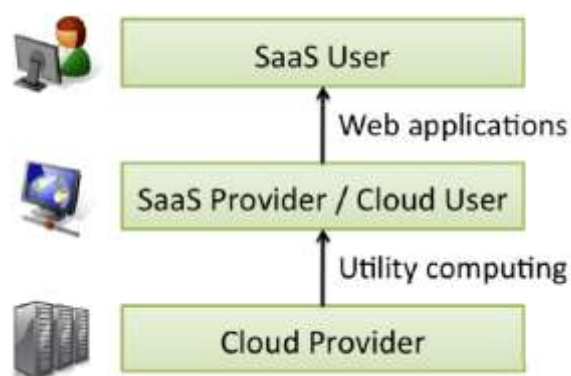 SaaS User
Web applications
SaaS Provider / Cloud User
Utility computing
Cloud Provider